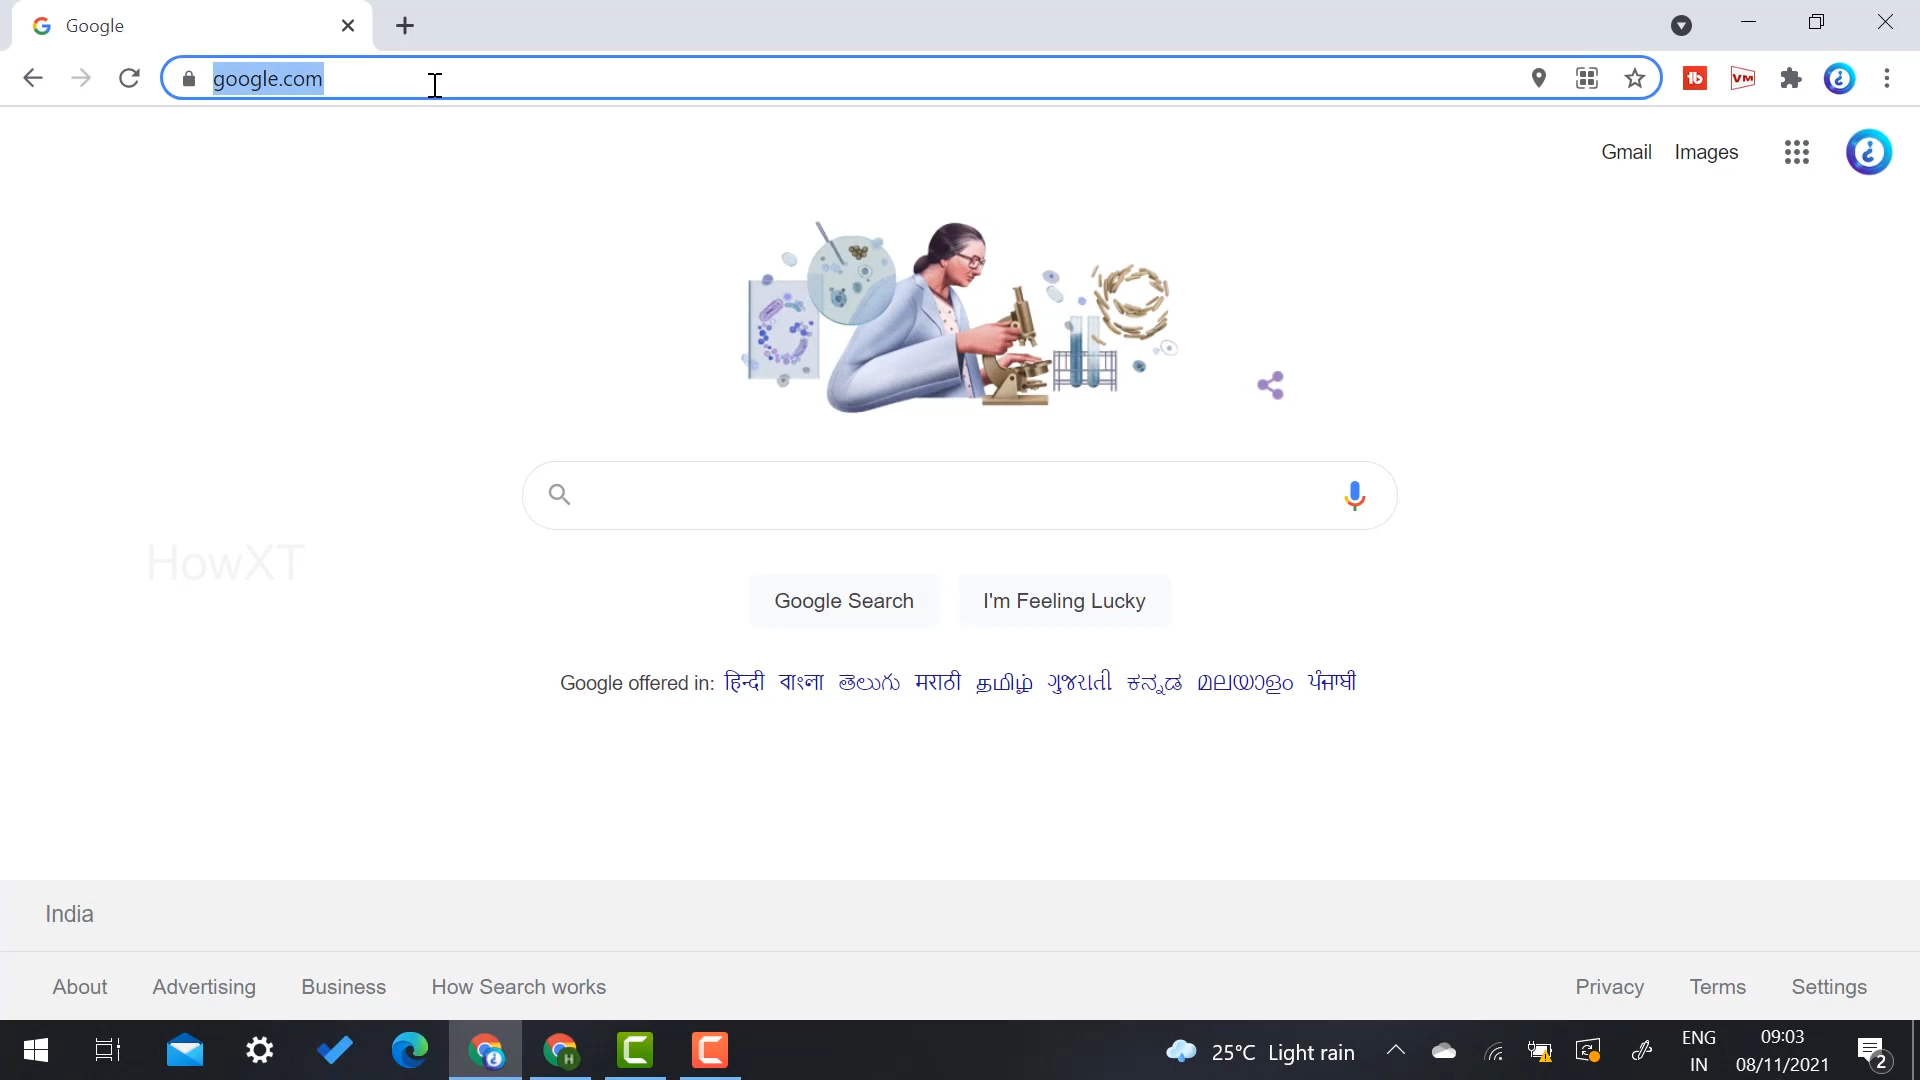 Google
google.com
Gmail Images
HowXT
Google Search I'm Feeling Lucky
Google offered in: हिन्दी বাংলা తెలుగు मराठी தமிழ் ગુજરાતી ಕನ್ನಡ മലയാളം ਪੰਜਾਬੀ
India
About Advertising Business How Search works Privacy Terms Settings
25°C Light rain
ENG
IN
09:03
08/11/2021
2